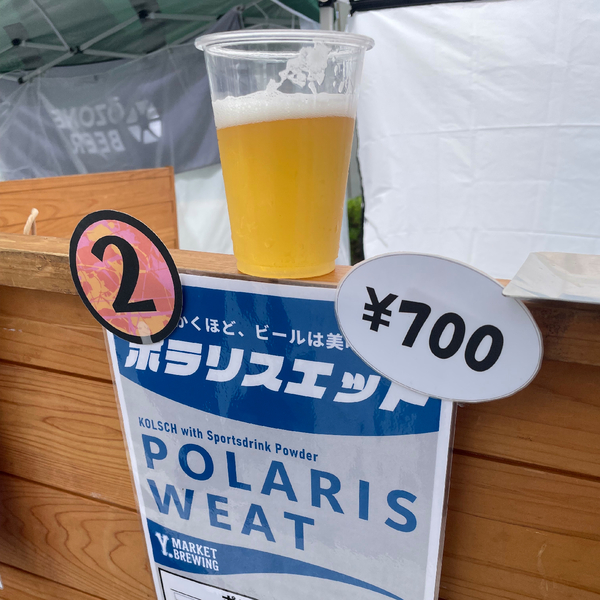 BEER
2
¥700
かくほど、ビールは美
ポラリスエット
KOLSCH with Sportsdrink Powder
POLARIS
WEAT
Y. MARKET
BREWING